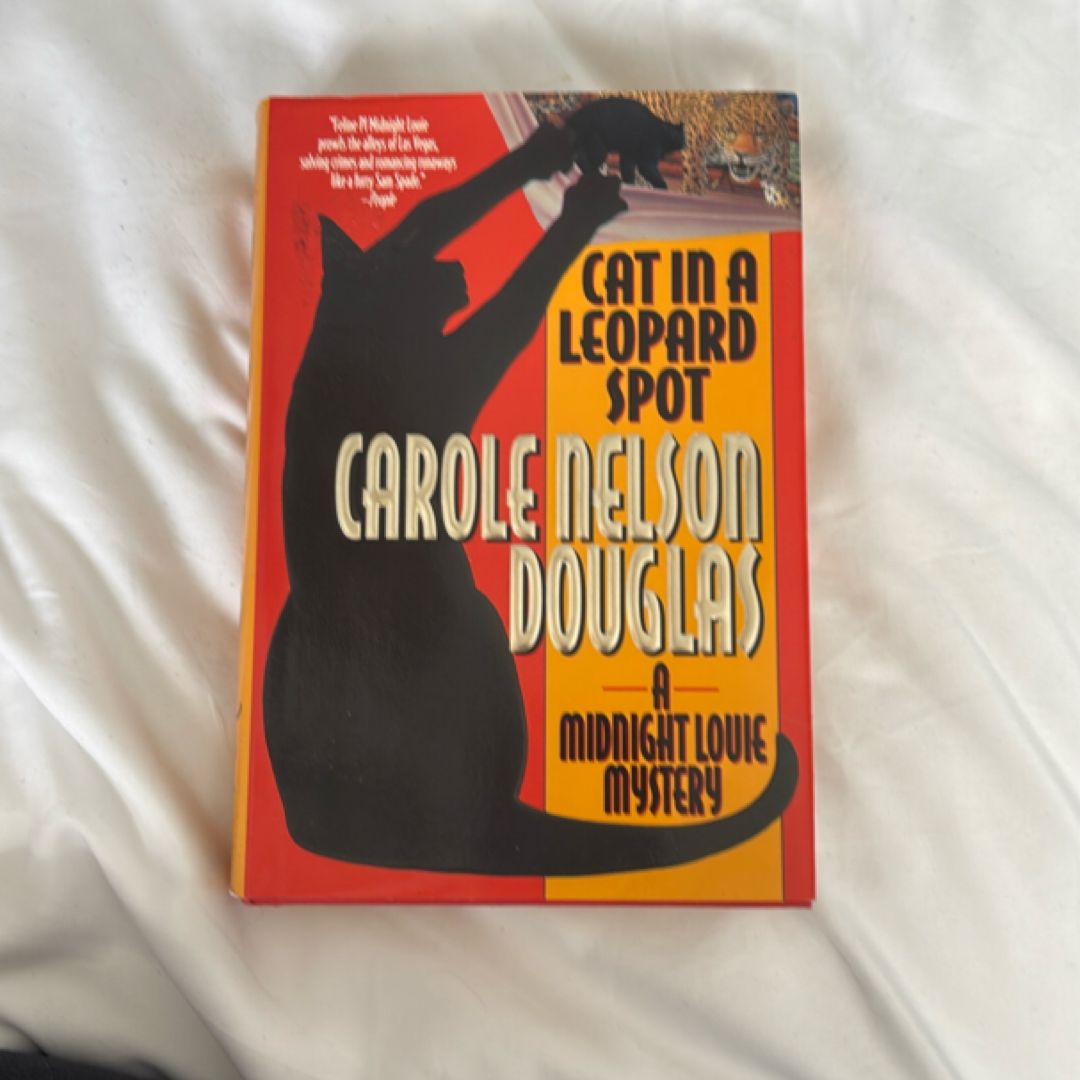 "Feline PI Midnight Louie
prowls the alleys of Las Vegas,
solving crimes and romancing runaways
like a furry Sam Spade."
—People
CAT IN A
LEOPARD
SPOT
CAROLE NELSON
DOUGLAS
A
MIDNIGHT LOUIE
MYSTERY